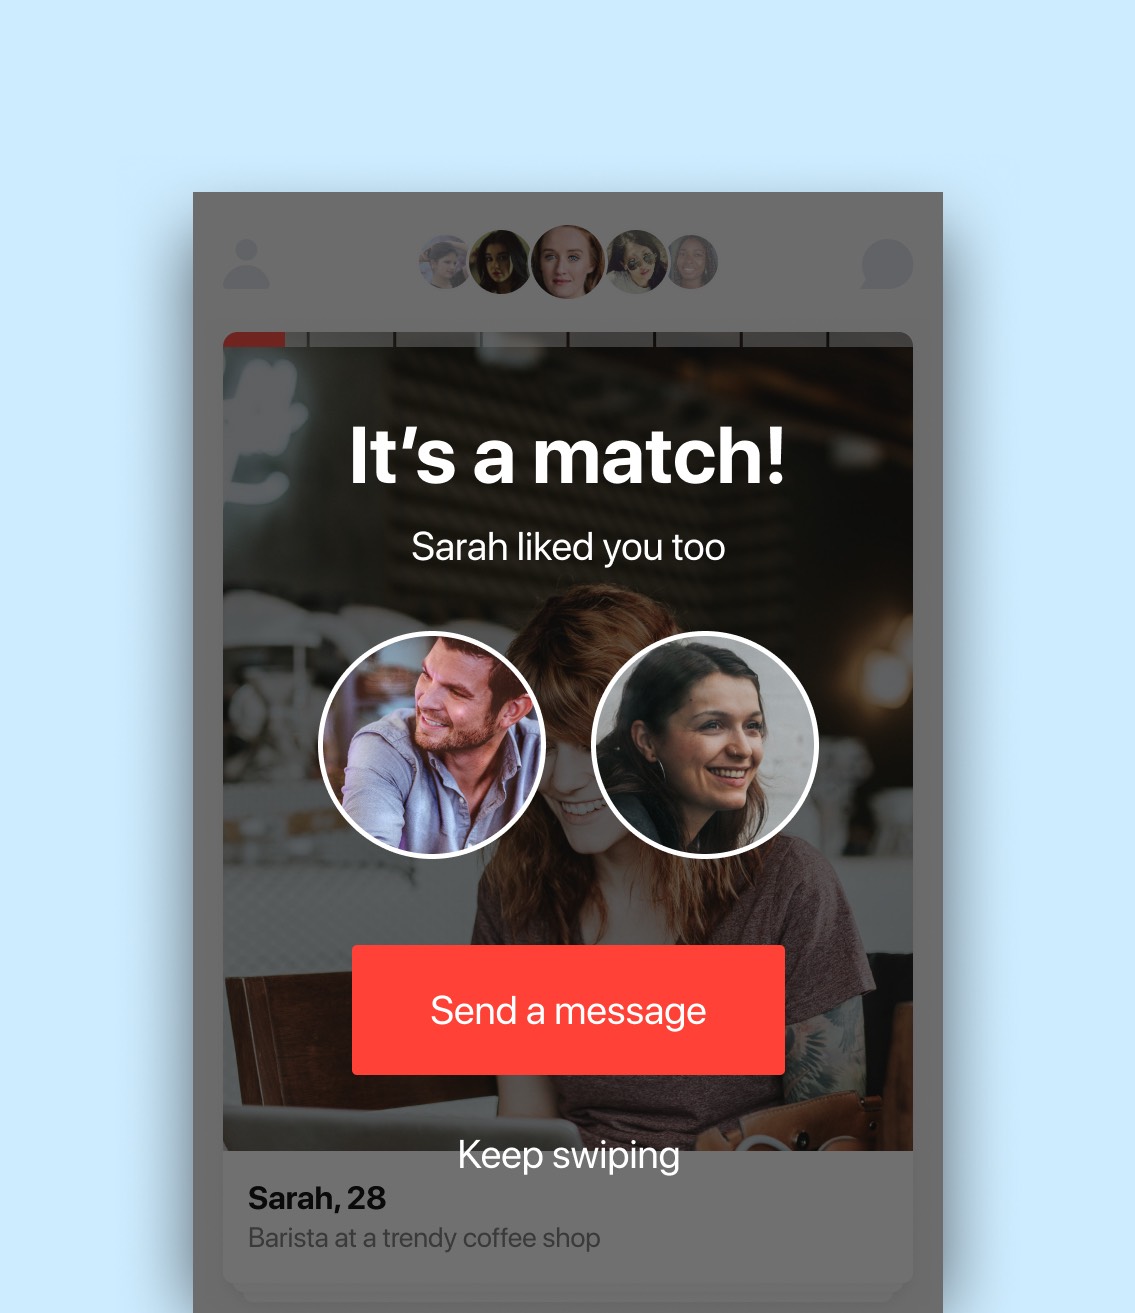 It’s a match!
Sarah liked you too
Send a message
Keep swiping
Sarah, 28
Barista at a trendy coffee shop